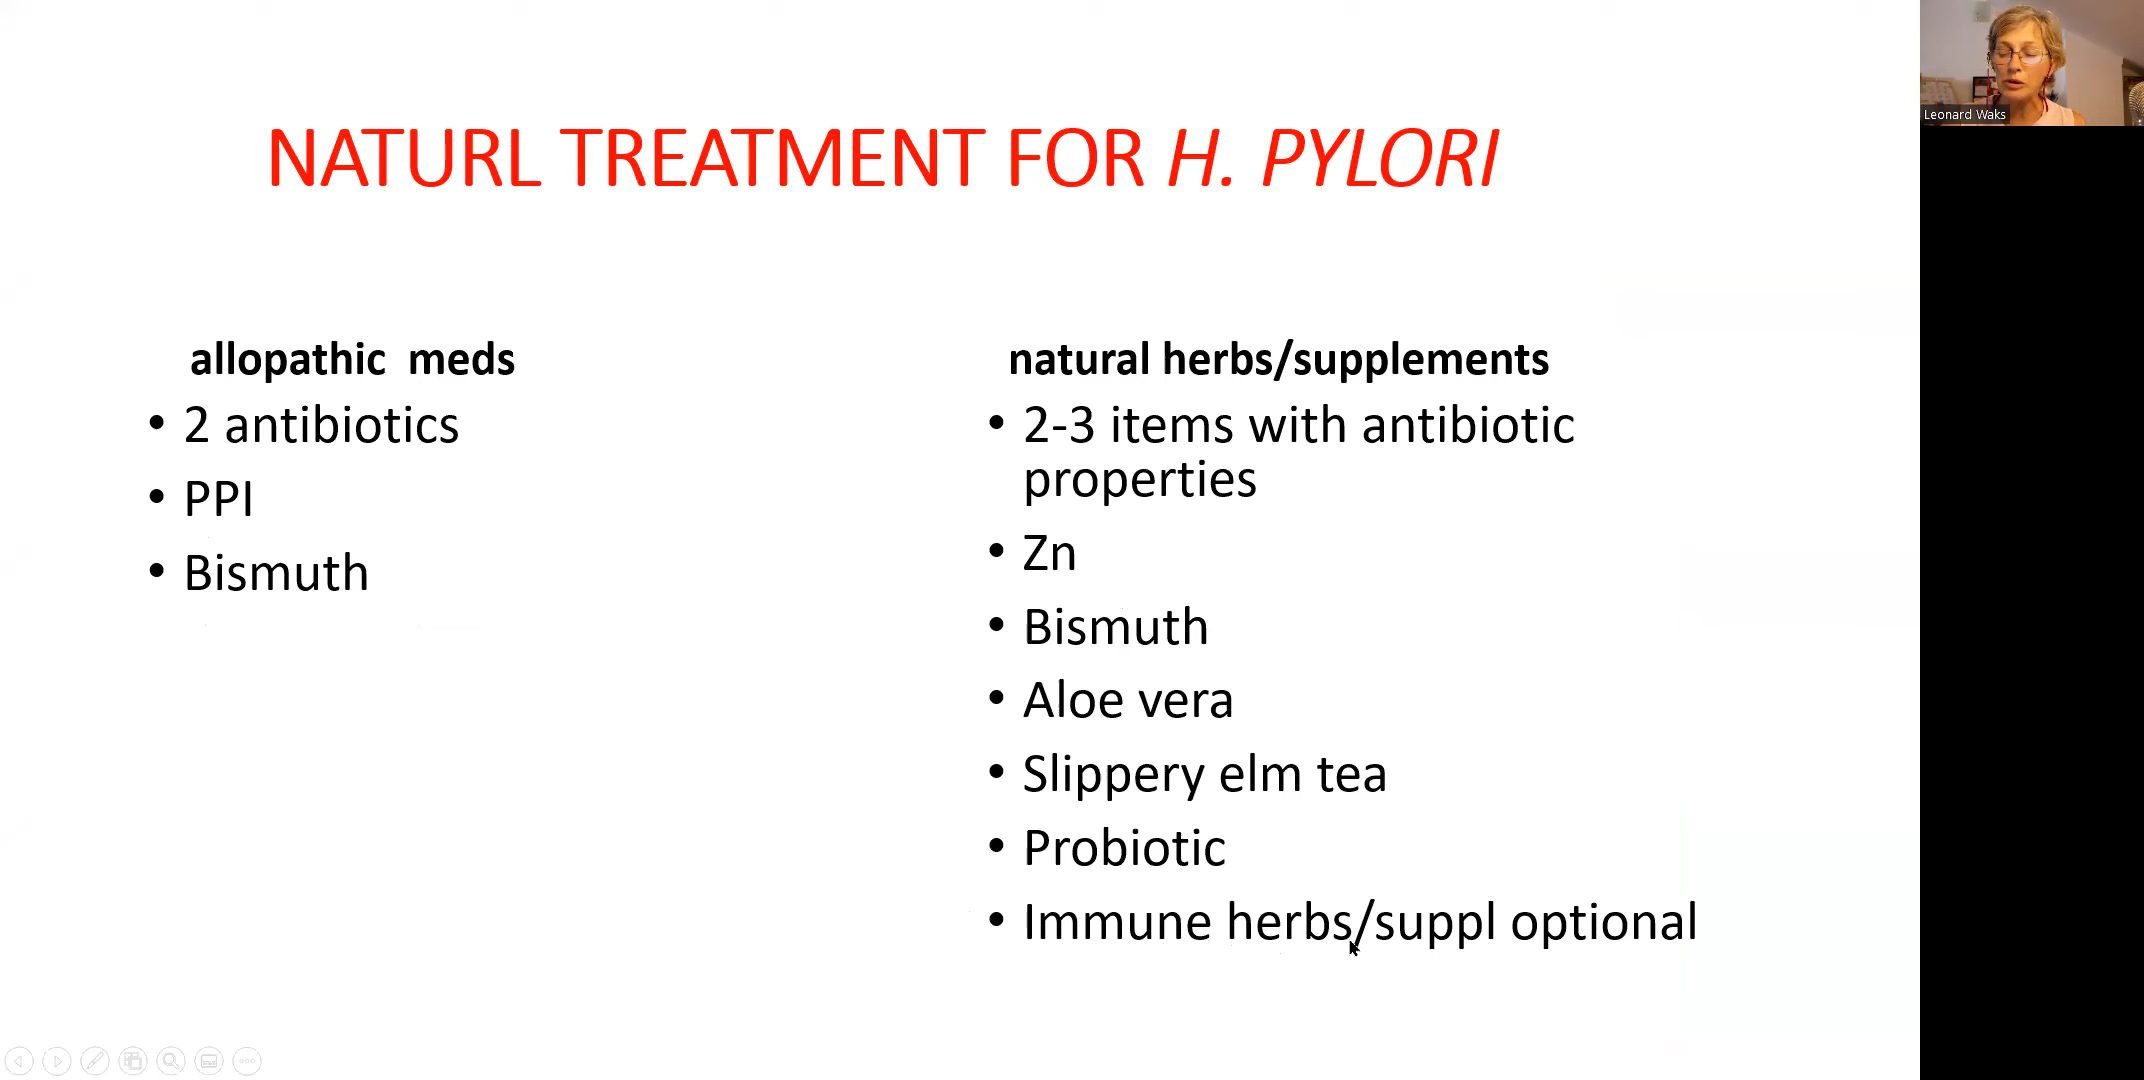 NATURL TREATMENT FOR H. PYLORI
allopathic meds
• 2 antibiotics
• PPI
• Bismuth
natural herbs/supplements
• 2-3 items with antibiotic
properties
• Zn
• Bismuth
• Aloe vera
• Slippery elm tea
• Probiotic
• Immune herbs/suppl optional
Leonard Waks